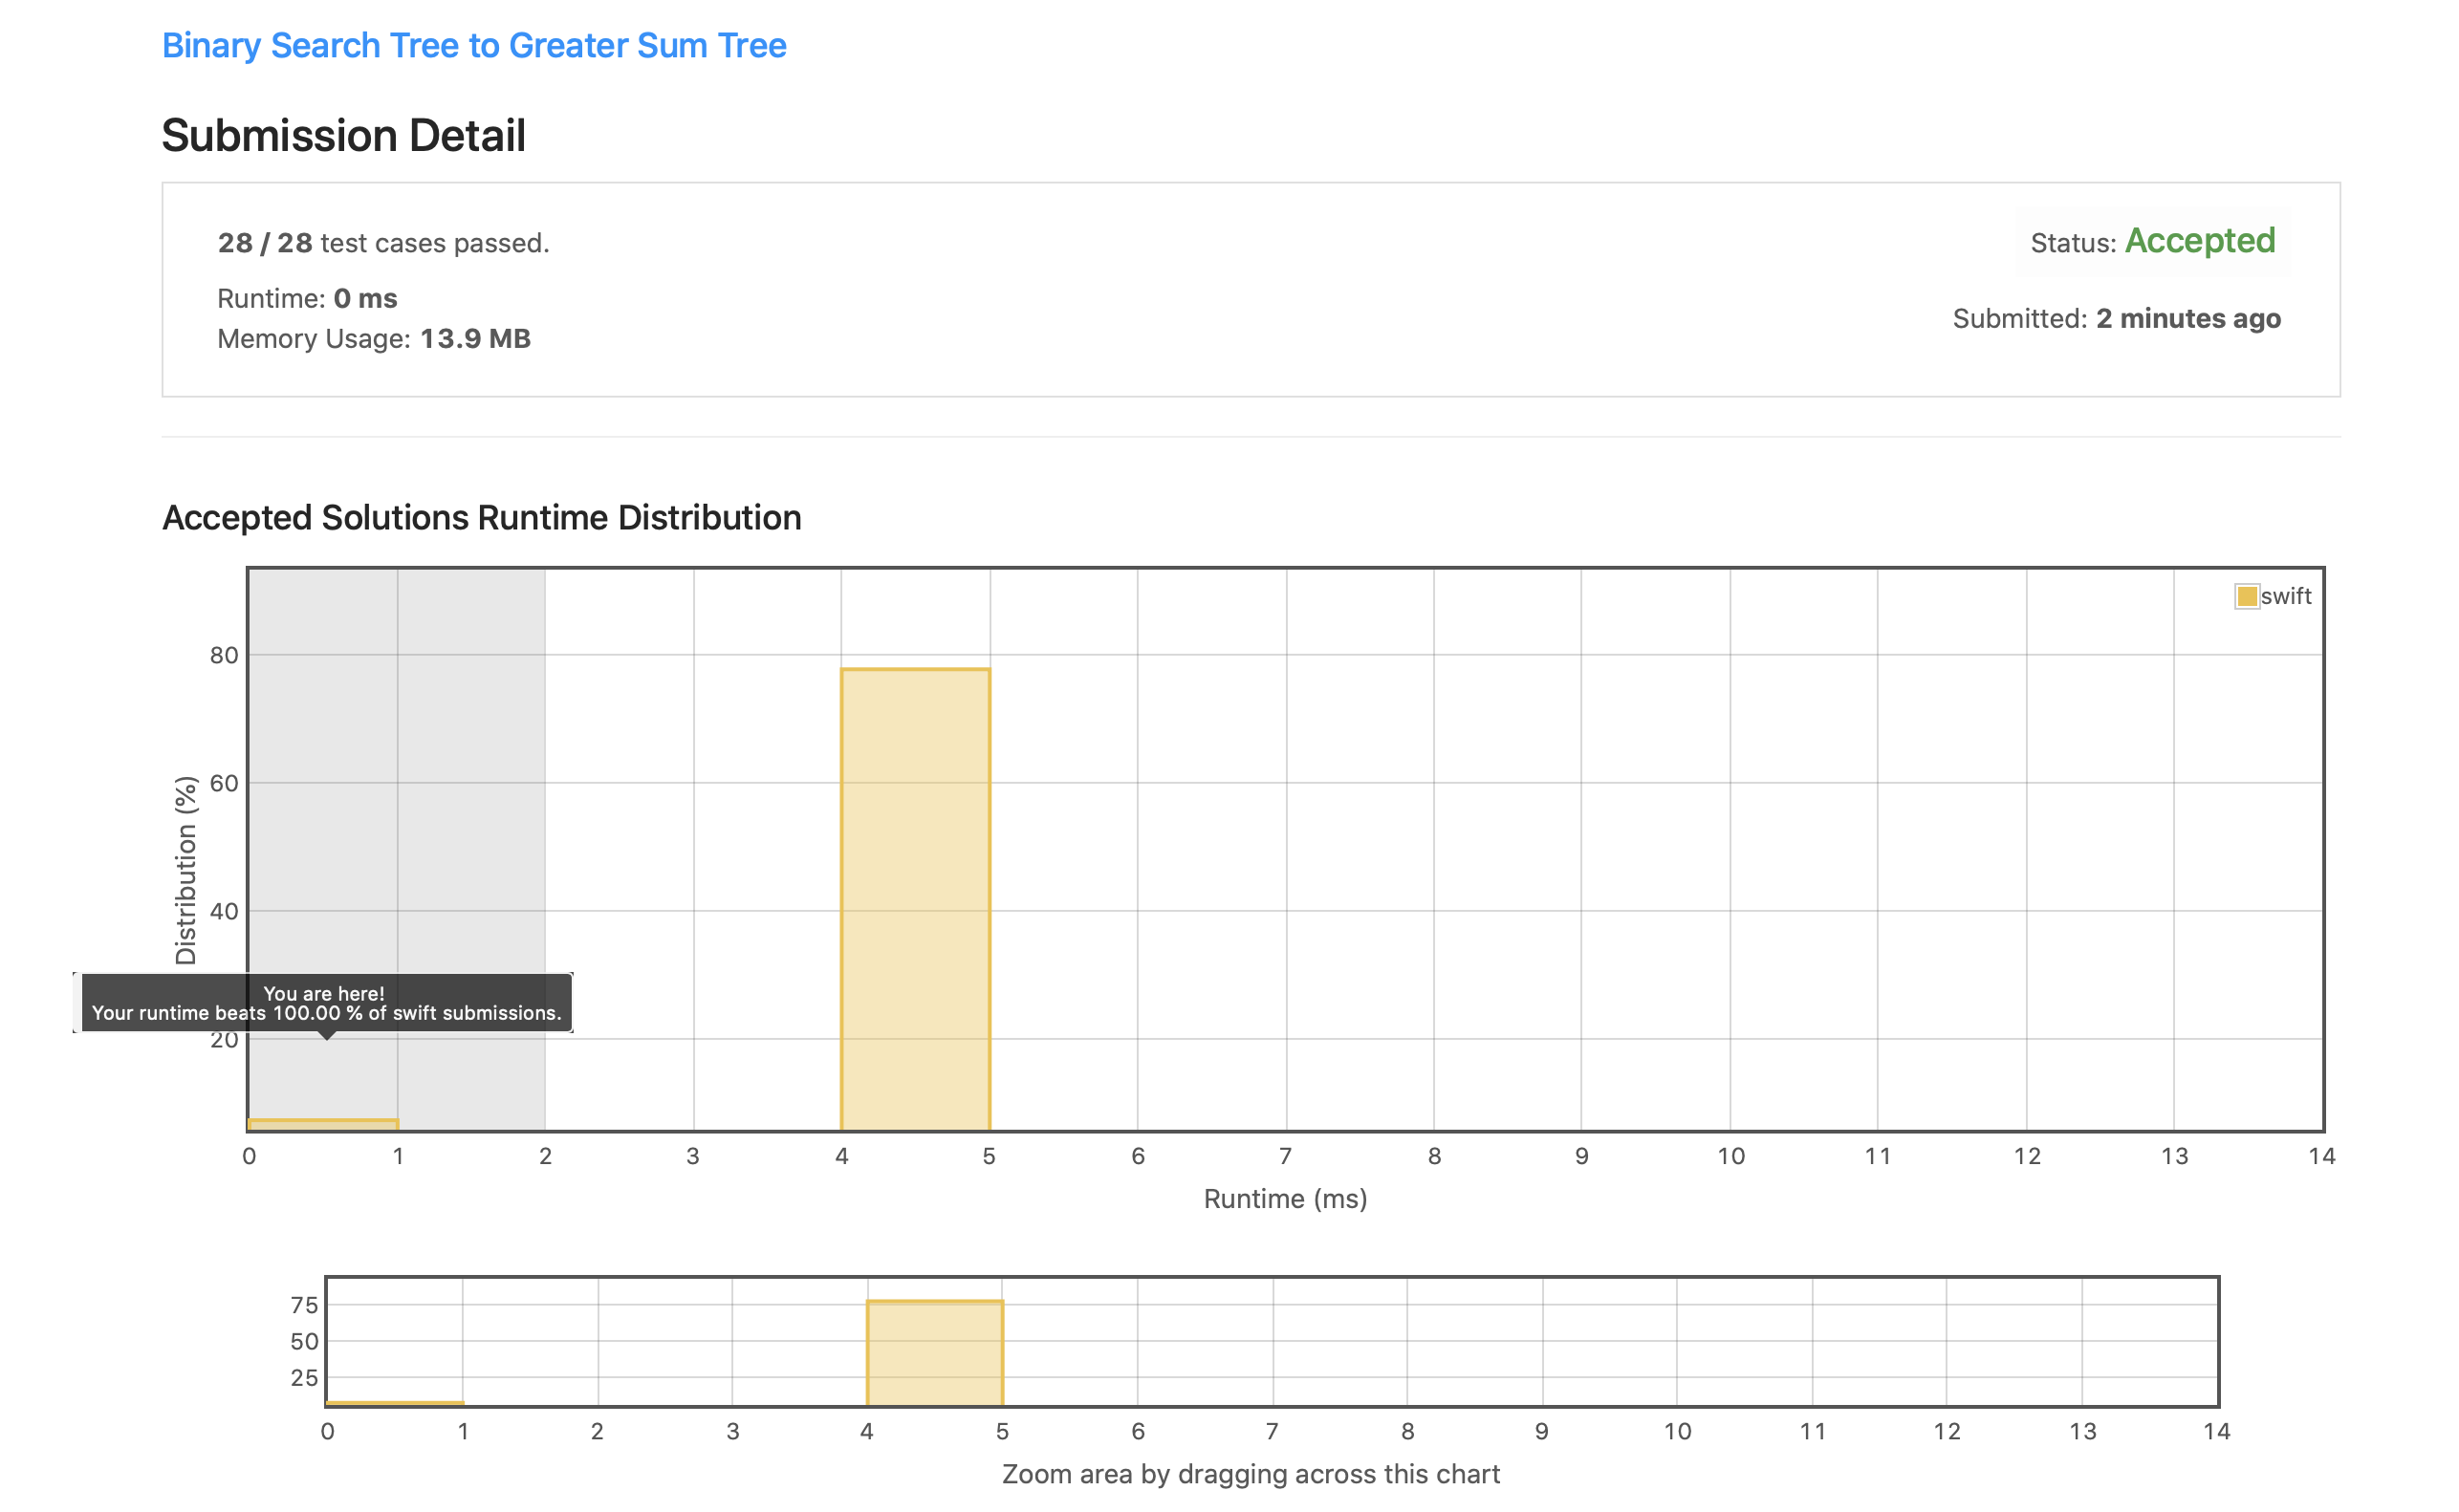 Binary Search Tree to Greater Sum Tree
Submission Detail
28 / 28 test cases passed.
Status: Accepted
Runtime: 0 ms
Submitted: 2 minutes ago
Memory Usage: 13.9 MB
Accepted Solutions Runtime Distribution
swift
80
60
40
20
Distribution (%)
You are here!
Your runtime beats 100.00 % of swift submissions.
0 1 2 3 4 5 6 7 8 9 10 11 12 13 14
Runtime (ms)
75
50
25
0 1 2 3 4 5 6 7 8 9 10 11 12 13 14
Zoom area by dragging across this chart